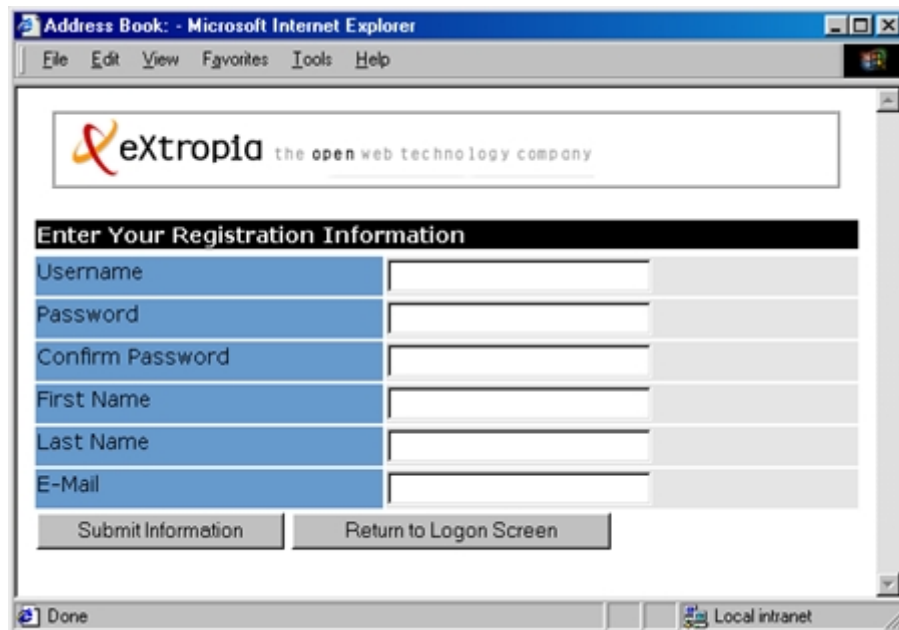 Address Book: - Microsoft Internet Explorer
File Edit View Favorites Tools Help
eXtropia the open web technology company
Enter Your Registration Information
Username
Password
Confirm Password
First Name
Last Name
E-Mail
Submit Information Return to Logon Screen
Done Local intranet